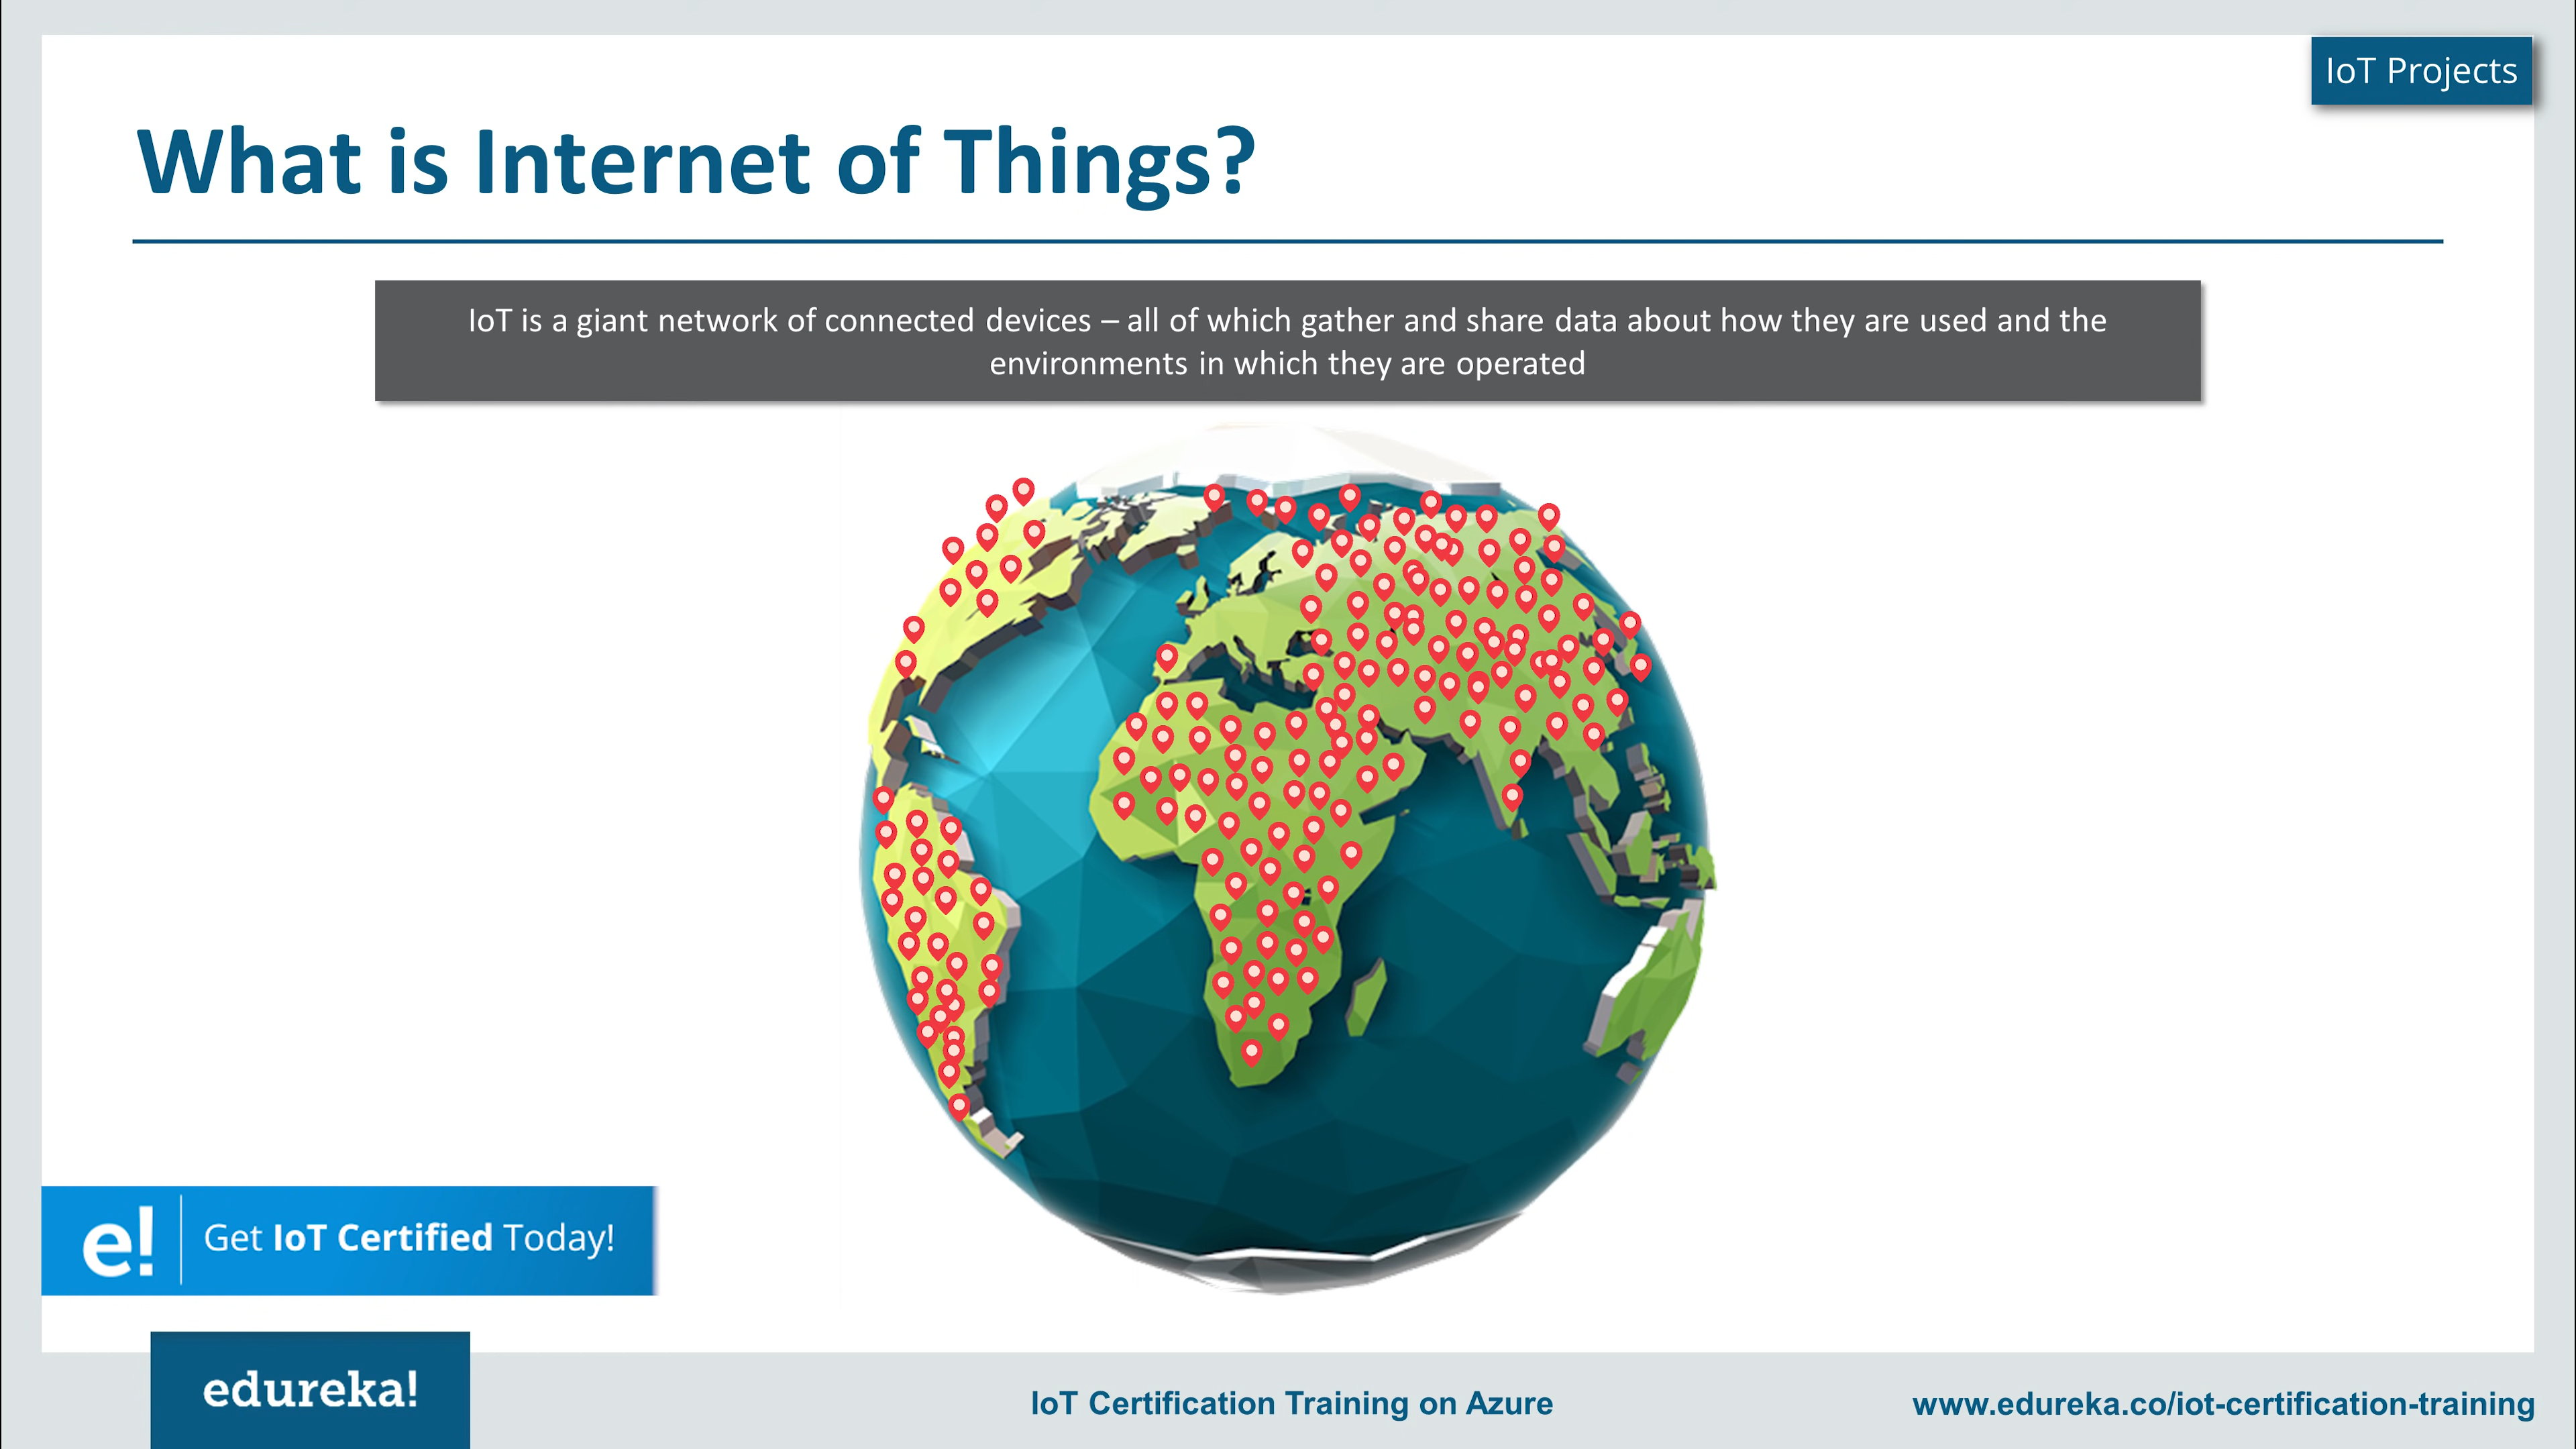 IoT Projects
What is Internet of Things?
IoT is a giant network of connected devices – all of which gather and share data about how they are used and the
environments in which they are operated
e! Get IoT Certified Today!
edureka!
IoT Certification Training on Azure
www.edureka.co/iot-certification-training